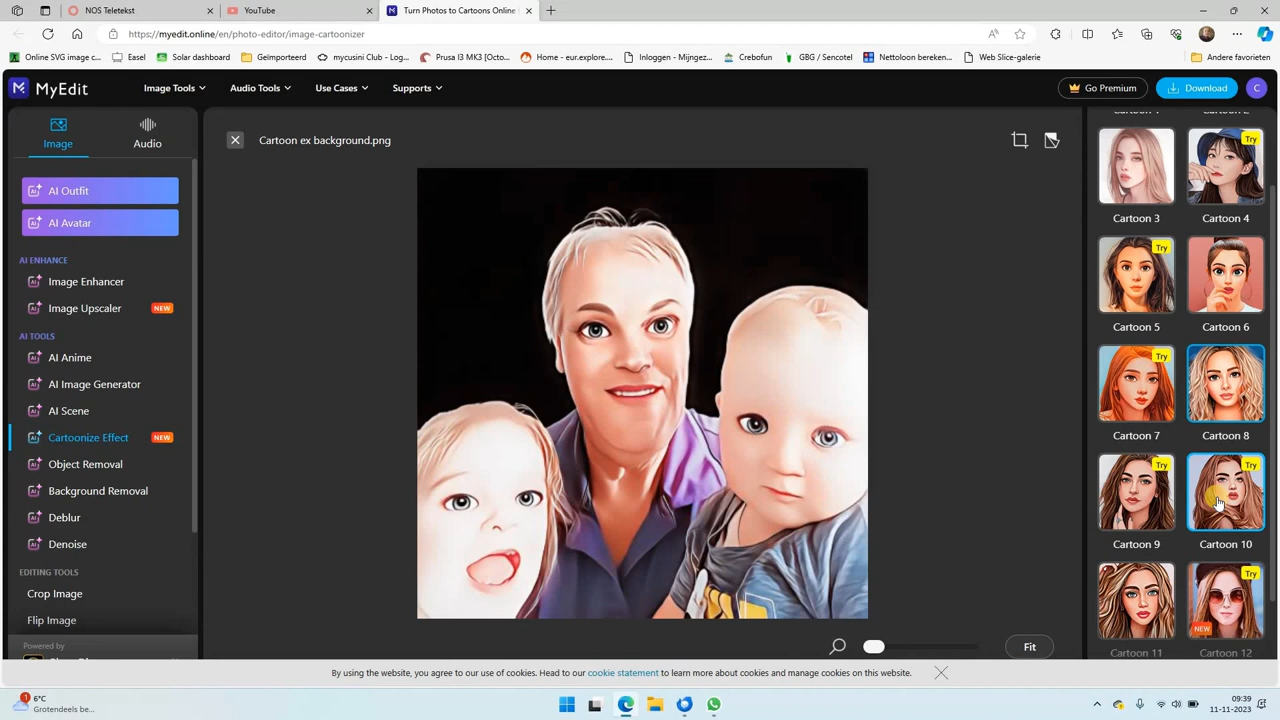 NOS Teletekst
YouTube
Turn Photos to Cartoons Online
https://myedit.online/en/photo-editor/image-cartoonizer
Online SVG image c...
Easel
Solar dashboard
Geïmporteerd
mycusini Club - Log...
Prusa I3 MK3 [Octo...
Home - eur.explore....
Inloggen - Mijngez...
Crebofun
GBG / Sencotel
Nettoloon bereken...
Web Slice-galerie
Andere favorieten
MyEdit
Image Tools
Audio Tools
Use Cases
Supports
Go Premium
Download
C
Image
Audio
AI Outfit
AI Avatar
AI ENHANCE
Image Enhancer
Image Upscaler
NEW
AI TOOLS
AI Anime
AI Image Generator
AI Scene
Cartoonize Effect
NEW
Object Removal
Background Removal
Deblur
Denoise
EDITING TOOLS
Crop Image
Flip Image
Powered by
Cartoon ex background.png
Fit
Try
Cartoon 3
Cartoon 4
Try
Cartoon 5
Cartoon 6
Try
Cartoon 7
Cartoon 8
Try
Try
Cartoon 9
Cartoon 10
Try
NEW
Cartoon 11
Cartoon 12
By using the website, you agree to our use of cookies. Head to our cookie statement to learn more about cookies and manage cookies on this website.
1
6°C
Grotendeels be...
09:39
11-11-2023